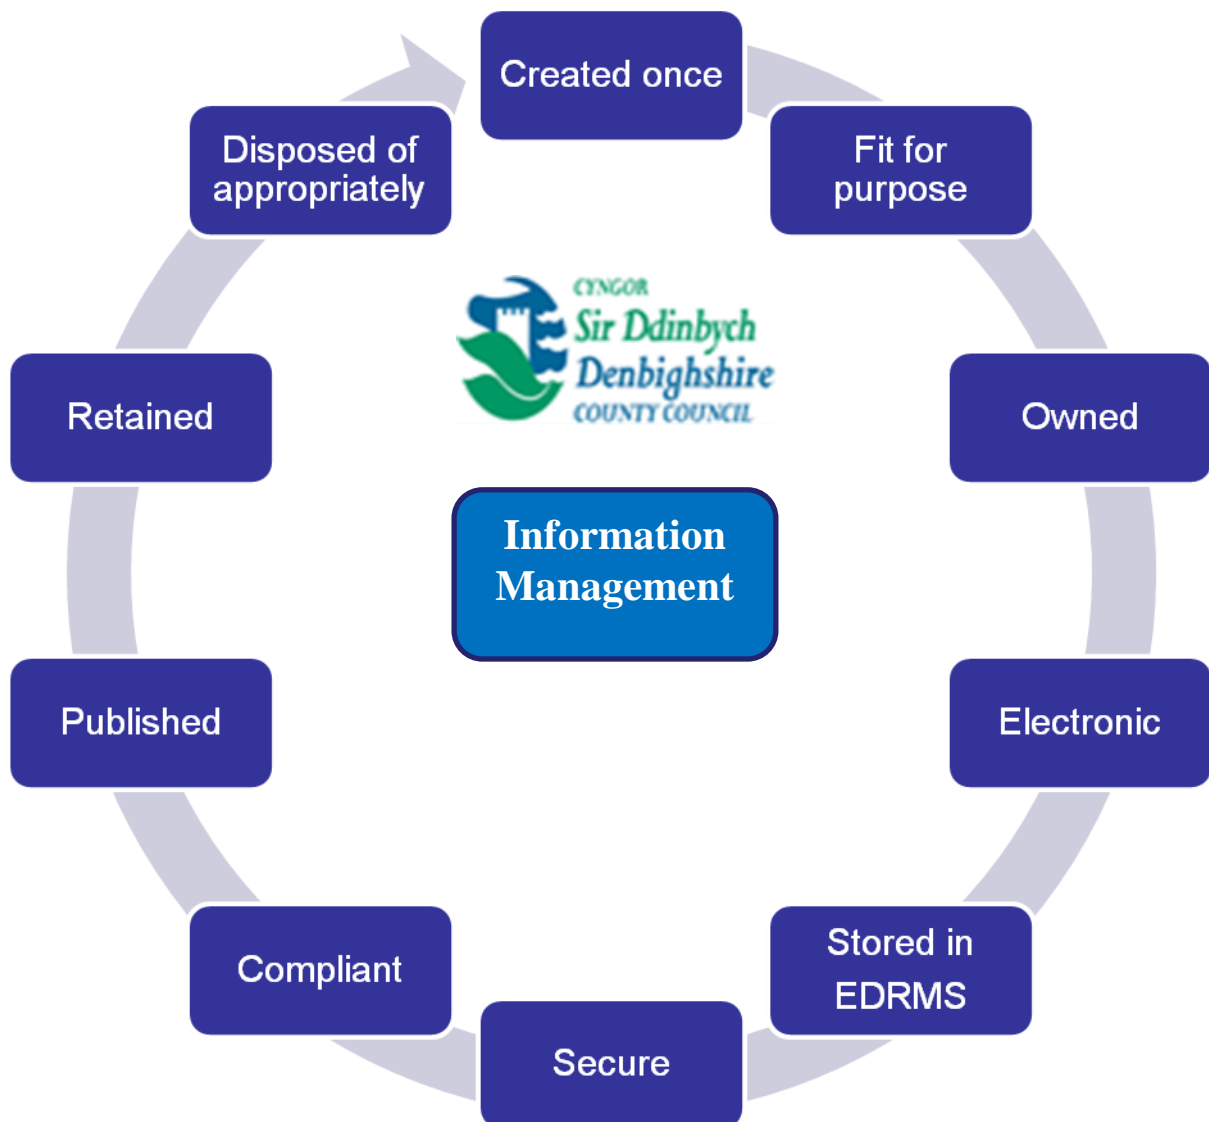 Created once
Fit for
purpose
Owned
Electronic
Stored in
EDRMS
Secure
Compliant
Published
Retained
Disposed of
appropriately
CYNGOR
Sir Ddinbych
Denbighshire
COUNTY COUNCIL
Information
Management